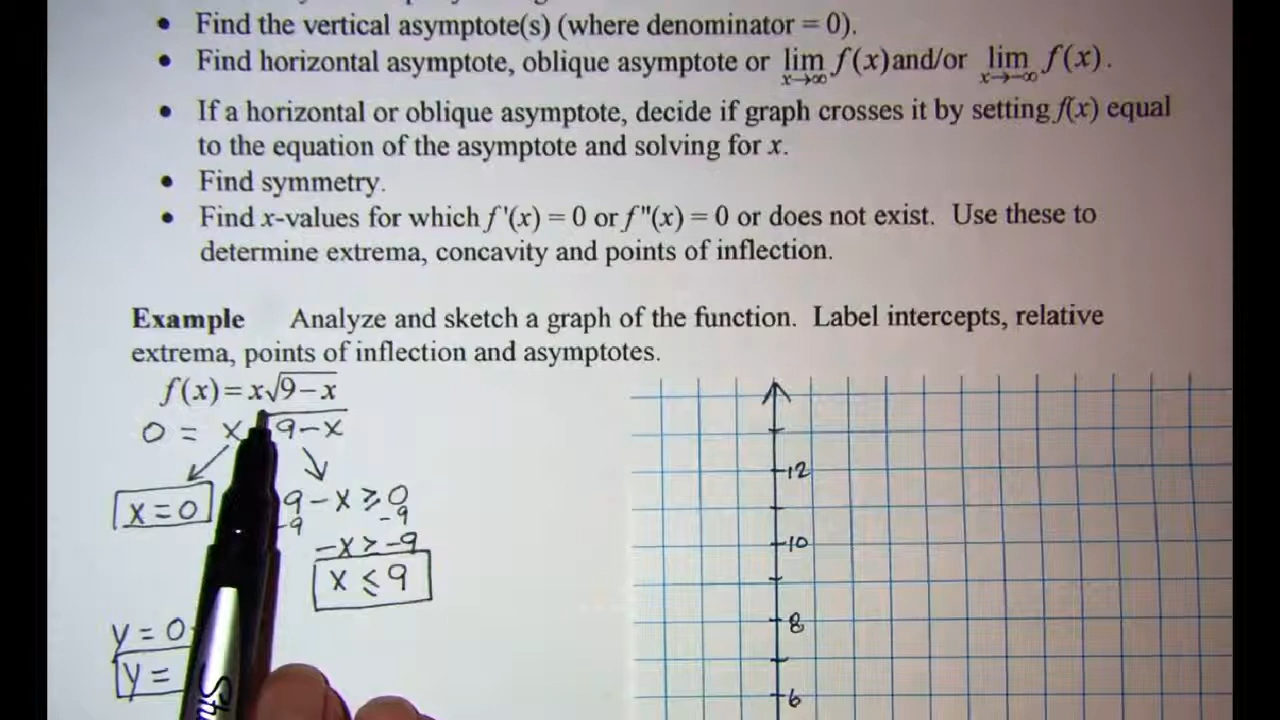 • Find the vertical asymptote(s) (where denominator = 0).
• Find horizontal asymptote, oblique asymptote or lim x→∞ f(x) and/or lim x→-∞ f(x).
• If a horizontal or oblique asymptote, decide if graph crosses it by setting f(x) equal
to the equation of the asymptote and solving for x.
• Find symmetry.
• Find x-values for which f'(x) = 0 or f"(x) = 0 or does not exist. Use these to
determine extrema, concavity and points of inflection.
Example Analyze and sketch a graph of the function. Label intercepts, relative
extrema, points of inflection and asymptotes.
f(x) = x√9-x
0 = x 9-x
x=0
9-x ≥ 0
-9 -9
-x ≥ -9
x ≤ 9
y = 0
y =
12
10
8
6